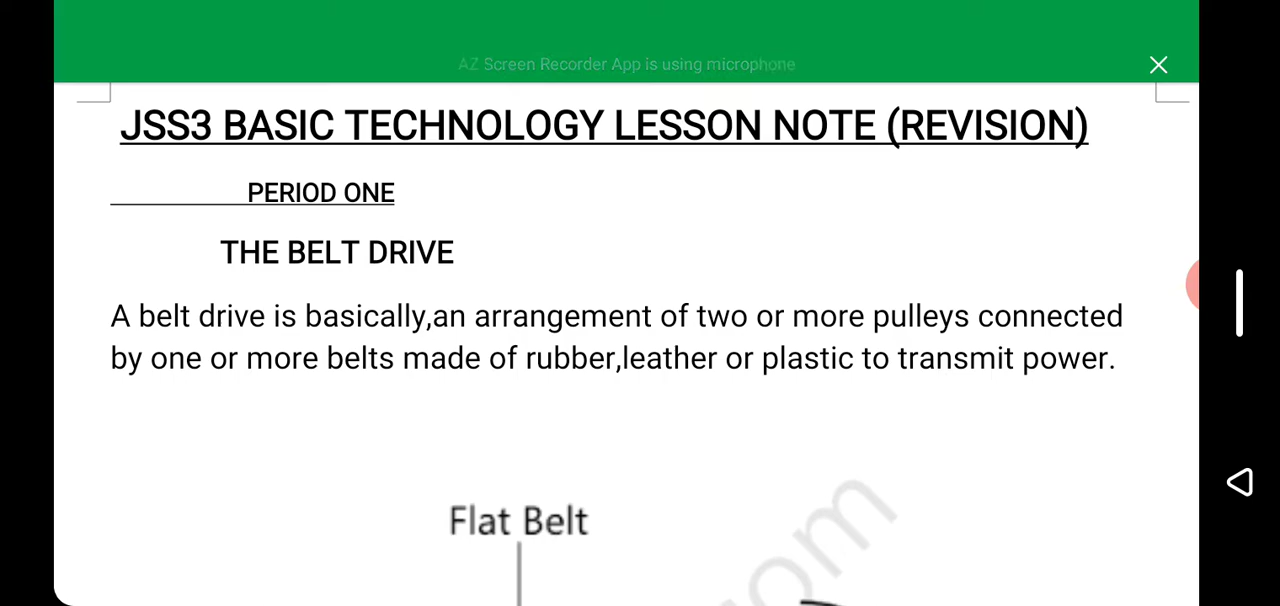 AZ Screen Recorder App is using microphone
JSS3 BASIC TECHNOLOGY LESSON NOTE (REVISION)
PERIOD ONE
THE BELT DRIVE
A belt drive is basically,an arrangement of two or more pulleys connected
by one or more belts made of rubber,leather or plastic to transmit power.
Flat Belt
om